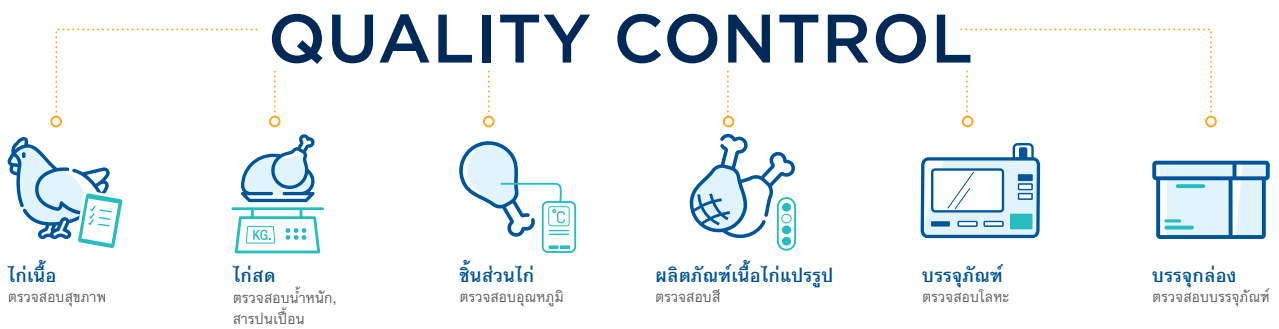 QUALITY CONTROL
KG.
°C
ไก่เนื้อ
ตรวจสอบสุขภาพ
ไก่สด
ตรวจสอบน้ำหนัก,
สารปนเปื้อน
ชิ้นส่วนไก่
ตรวจสอบอุณหภูมิ
ผลิตภัณฑ์เนื้อไก่แปรรูป
ตรวจสอบสี
บรรจุภัณฑ์
ตรวจสอบโลหะ
บรรจุกล่อง
ตรวจสอบบรรจุภัณฑ์